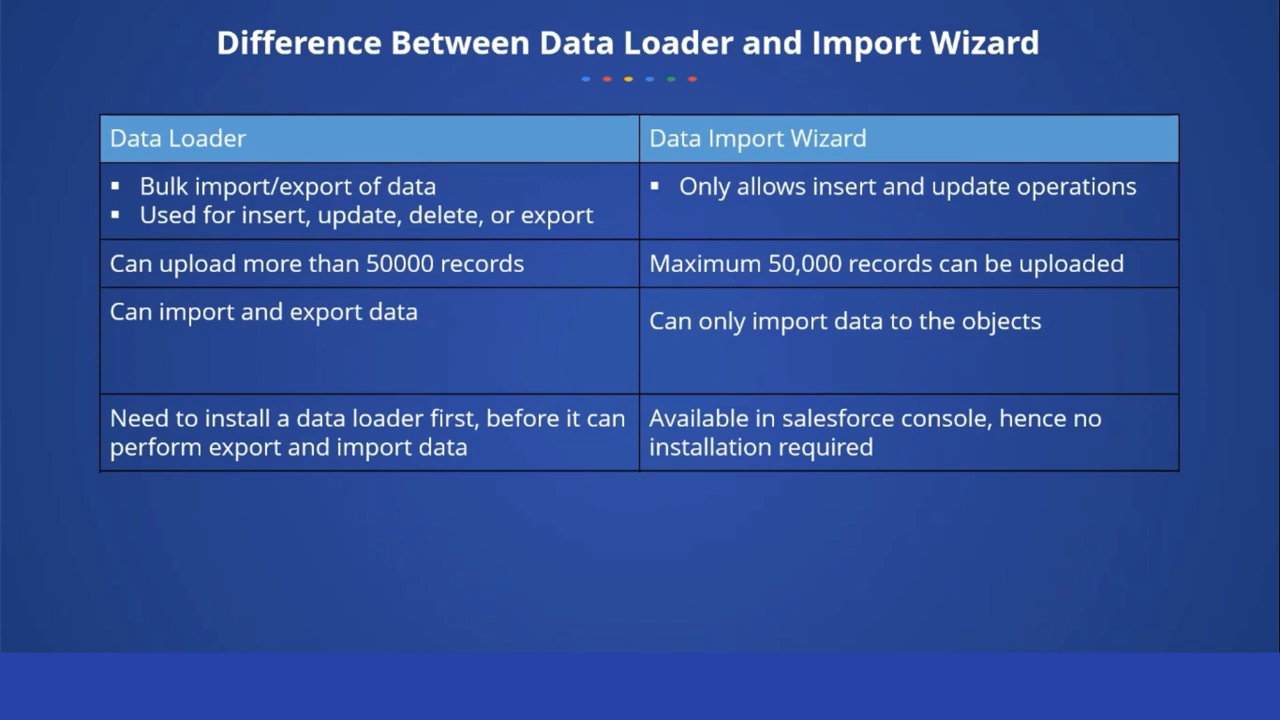 Difference Between Data Loader and Import Wizard
Data Loader
Data Import Wizard
▪ Bulk import/export of data
▪ Used for insert, update, delete, or export
▪ Only allows insert and update operations
Can upload more than 50000 records
Maximum 50,000 records can be uploaded
Can import and export data
Can only import data to the objects
Need to install a data loader first, before it can
perform export and import data
Available in salesforce console, hence no
installation required